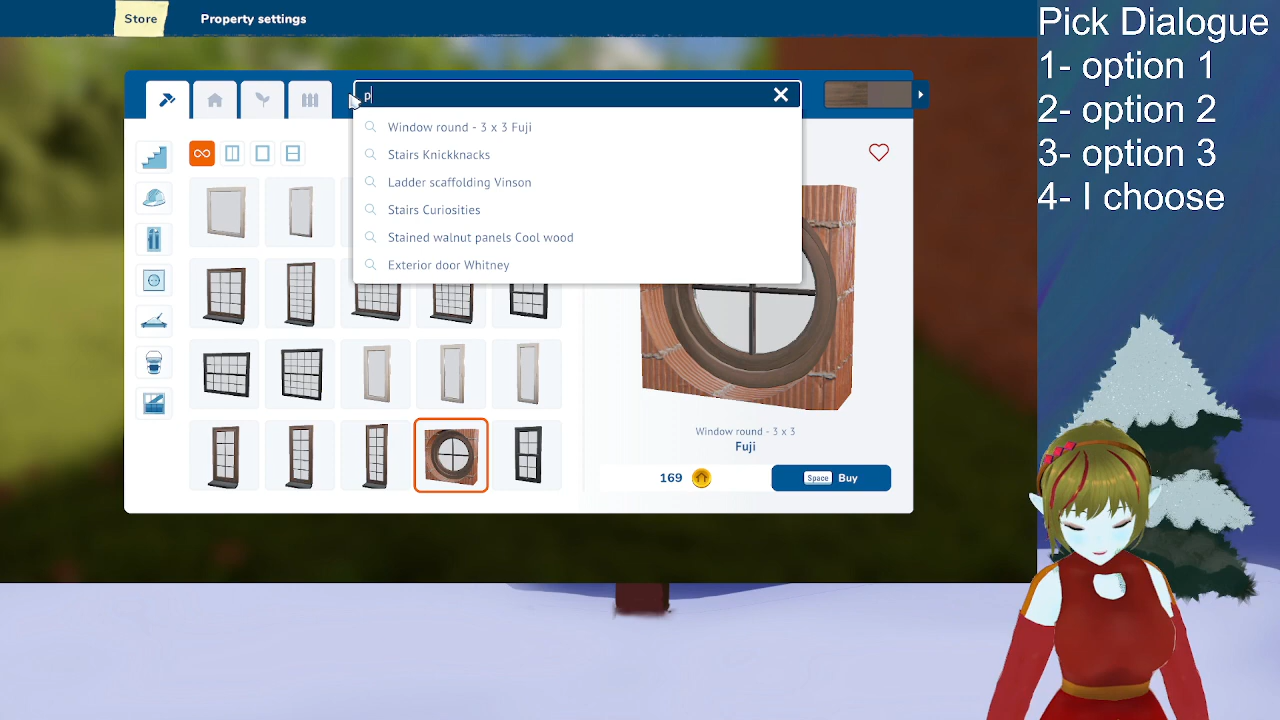 Store
Property settings
p
Window round - 3 x 3 Fuji
Stairs Knickknacks
Ladder scaffolding Vinson
Stairs Curiosities
Stained walnut panels Cool wood
Exterior door Whitney
Window round - 3 x 3
Fuji
169
Space Buy
Pick Dialogue
1- option 1
2- option 2
3- option 3
4- I choose